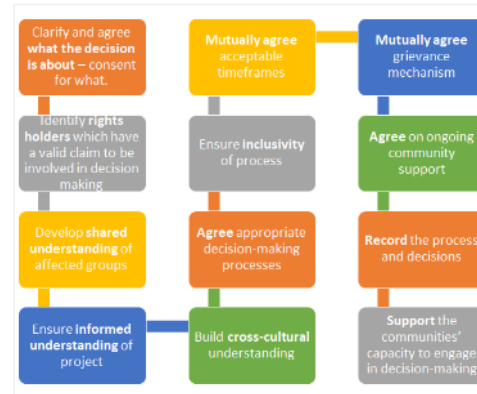 Clarify and agree
what the decision
is about – consent
for what.
Identify rights
holders which have
a valid claim to be
involved in decision
making
Develop shared
understanding of
affected groups
Ensure informed
understanding of
project
Build cross-cultural
understanding
Agree appropriate
decision-making
processes
Ensure inclusivity
of process
Mutually agree
acceptable
timeframes
Mutually agree
grievance
mechanism
Agree on ongoing
community
support
Record the process
and decisions
Support the
communities’
capacity to engage
in decision-making